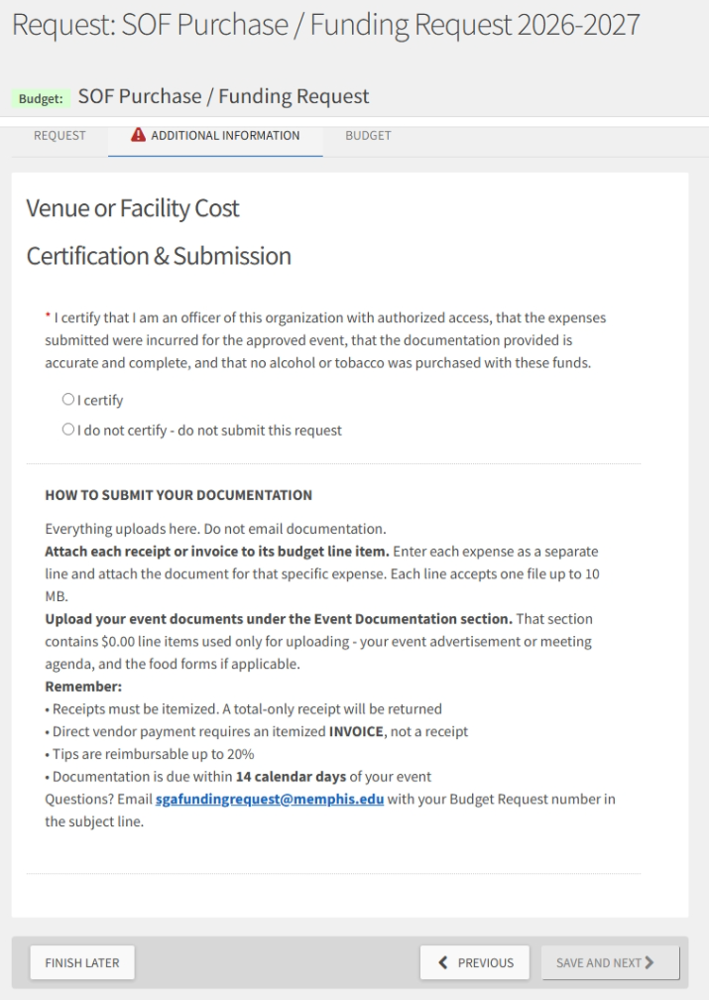 Request: SOF Purchase / Funding Request 2026-2027
Budget: SOF Purchase / Funding Request
REQUEST ADDITIONAL INFORMATION BUDGET
Venue or Facility Cost
Certification & Submission
* I certify that I am an officer of this organization with authorized access, that the expenses
submitted were incurred for the approved event, that the documentation provided is
accurate and complete, and that no alcohol or tobacco was purchased with these funds.
I certify
I do not certify - do not submit this request
HOW TO SUBMIT YOUR DOCUMENTATION
Everything uploads here. Do not email documentation.
Attach each receipt or invoice to its budget line item. Enter each expense as a separate
line and attach the document for that specific expense. Each line accepts one file up to 10
MB.
Upload your event documents under the Event Documentation section. That section
contains $0.00 line items used only for uploading - your event advertisement or meeting
agenda, and the food forms if applicable.
Remember:
• Receipts must be itemized. A total-only receipt will be returned
• Direct vendor payment requires an itemized INVOICE, not a receipt
• Tips are reimbursable up to 20%
• Documentation is due within 14 calendar days of your event
Questions? Email sgafundingrequest@memphis.edu with your Budget Request number in
the subject line.
FINISH LATER PREVIOUS SAVE AND NEXT